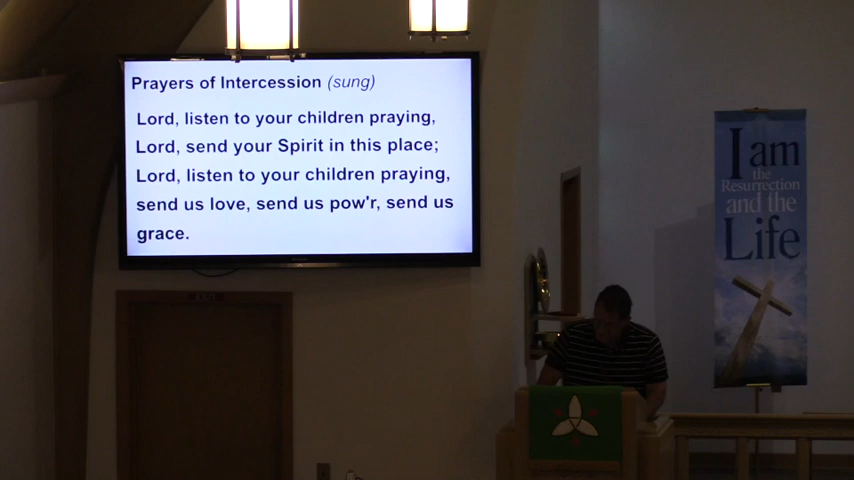 Prayers of Intercession (sung)
Lord, listen to your children praying,
Lord, send your Spirit in this place;
Lord, listen to your children praying,
send us love, send us pow'r, send us
grace.
I am
the
Resurrection
and the
Life
EXIT